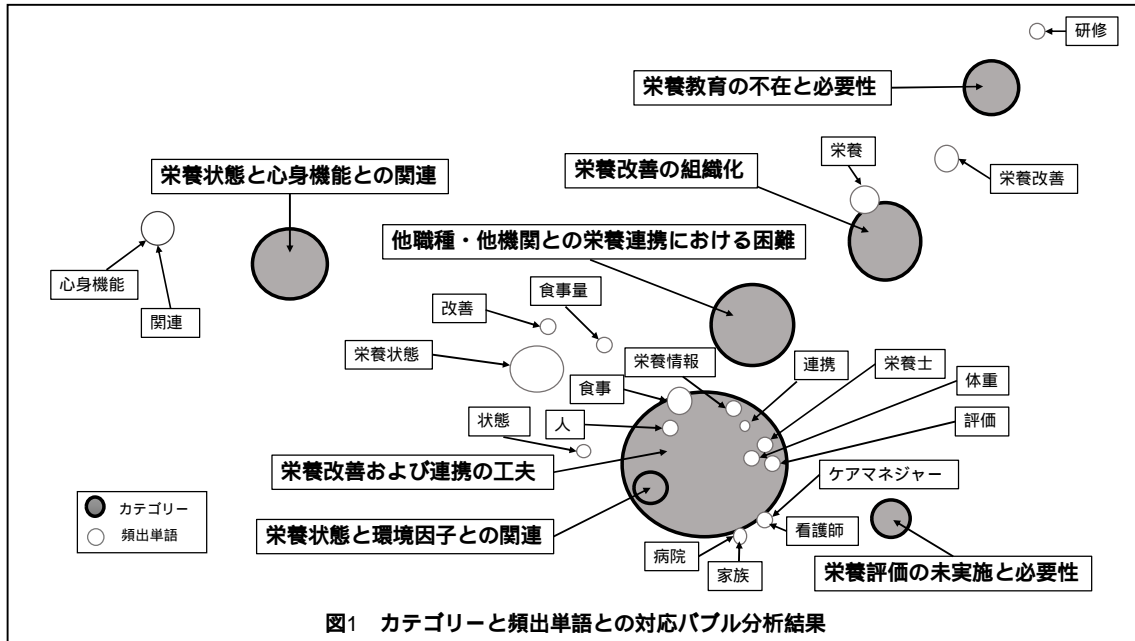 研修
栄養教育の不在と必要性
栄養
栄養改善
栄養改善の組織化
栄養状態と心身機能との関連
他職種・他機関との栄養連携における困難
心身機能
関連
食事量
改善
栄養状態
栄養情報
連携
栄養士
体重
食事
状態
人
評価
栄養改善および連携の工夫
ケアマネジャー
カテゴリー
頻出単語
栄養状態と環境因子との関連
看護師
病院
家族
栄養評価の未実施と必要性
図1 カテゴリーと頻出単語との対応バブル分析結果